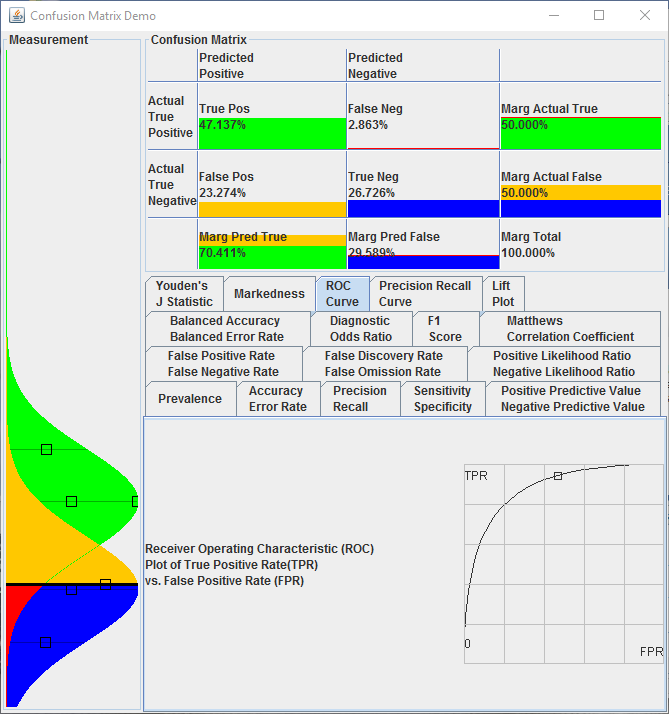 Confusion Matrix Demo
Measurement
Confusion Matrix
Predicted
Positive
Predicted
Negative
Actual
True
Positive
True Pos
47.137%
False Neg
2.863%
Marg Actual True
50.000%
Actual
True
Negative
False Pos
23.274%
True Neg
26.726%
Marg Actual False
50.000%
Marg Pred True
70.411%
Marg Pred False
29.589%
Marg Total
100.000%
Youden's
J Statistic
Markedness
ROC
Curve
Precision Recall
Curve
Lift
Plot
Balanced Accuracy
Balanced Error Rate
Diagnostic
Odds Ratio
F1
Score
Matthews
Correlation Coefficient
False Positive Rate
False Negative Rate
False Discovery Rate
False Omission Rate
Positive Likelihood Ratio
Negative Likelihood Ratio
Prevalence
Accuracy
Error Rate
Precision
Recall
Sensitivity
Specificity
Positive Predictive Value
Negative Predictive Value
Receiver Operating Characteristic (ROC)
Plot of True Positive Rate(TPR)
vs. False Positive Rate (FPR)
TPR
0
FPR